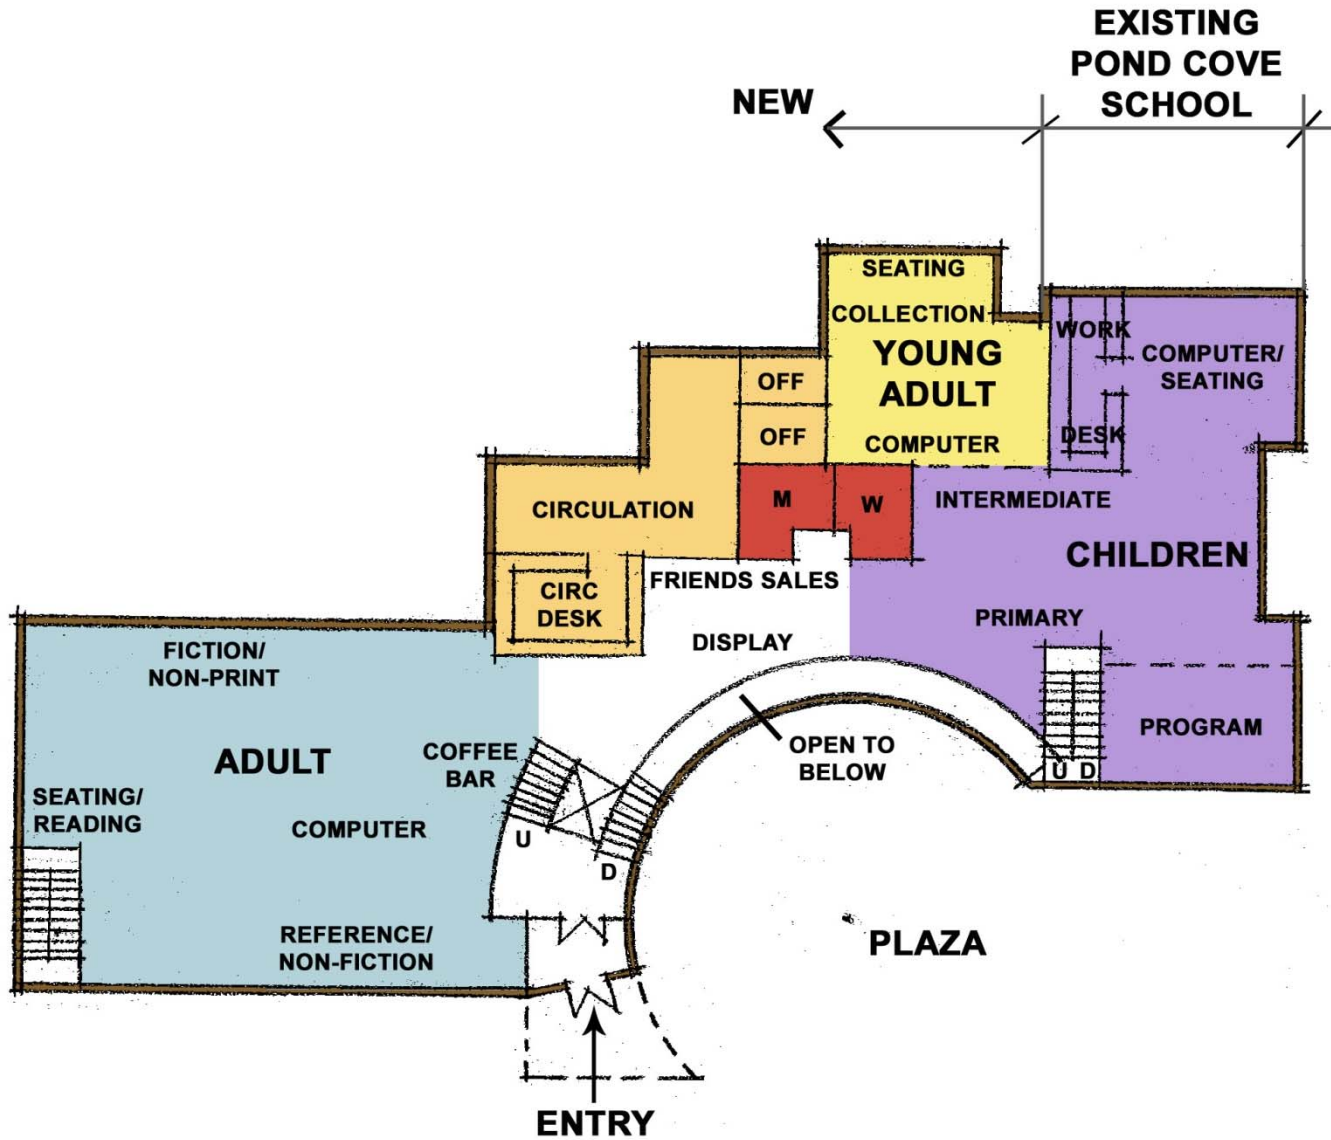 EXISTING
POND COVE
SCHOOL
NEW
SEATING
COLLECTION
YOUNG
ADULT
COMPUTER
WORK
COMPUTER/
SEATING
DESK
OFF
OFF
M
W
INTERMEDIATE
CHILDREN
PRIMARY
PROGRAM
U D
CIRCULATION
CIRC
DESK
FRIENDS SALES
DISPLAY
OPEN TO
BELOW
FICTION/
NON-PRINT
ADULT
COFFEE
BAR
SEATING/
READING
COMPUTER
U
D
REFERENCE/
NON-FICTION
PLAZA
ENTRY